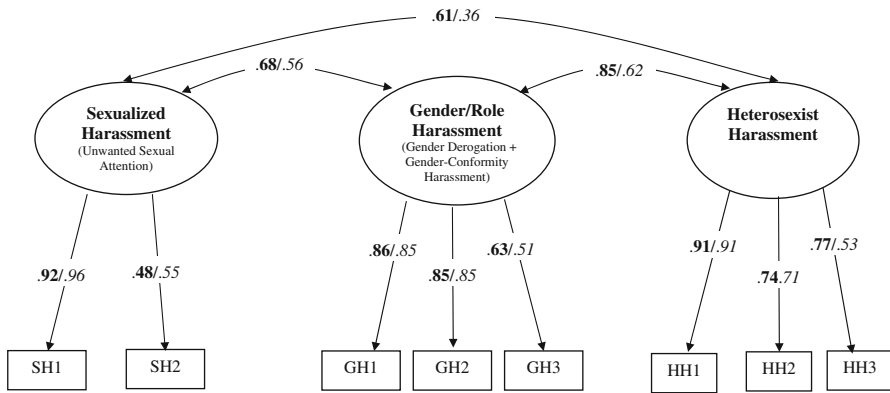 .61/.36
.68/.56
.85/.62
Sexualized
Harassment
(Unwanted Sexual
Attention)
Gender/Role
Harassment
(Gender Derogation +
Gender-Conformity
Harassment)
Heterosexist
Harassment
.92/.96
.48/.55
.86/.85
.85/.85
.63/.51
.91/.91
.74.71
.77/.53
SH1
SH2
GH1
GH2
GH3
HH1
HH2
HH3